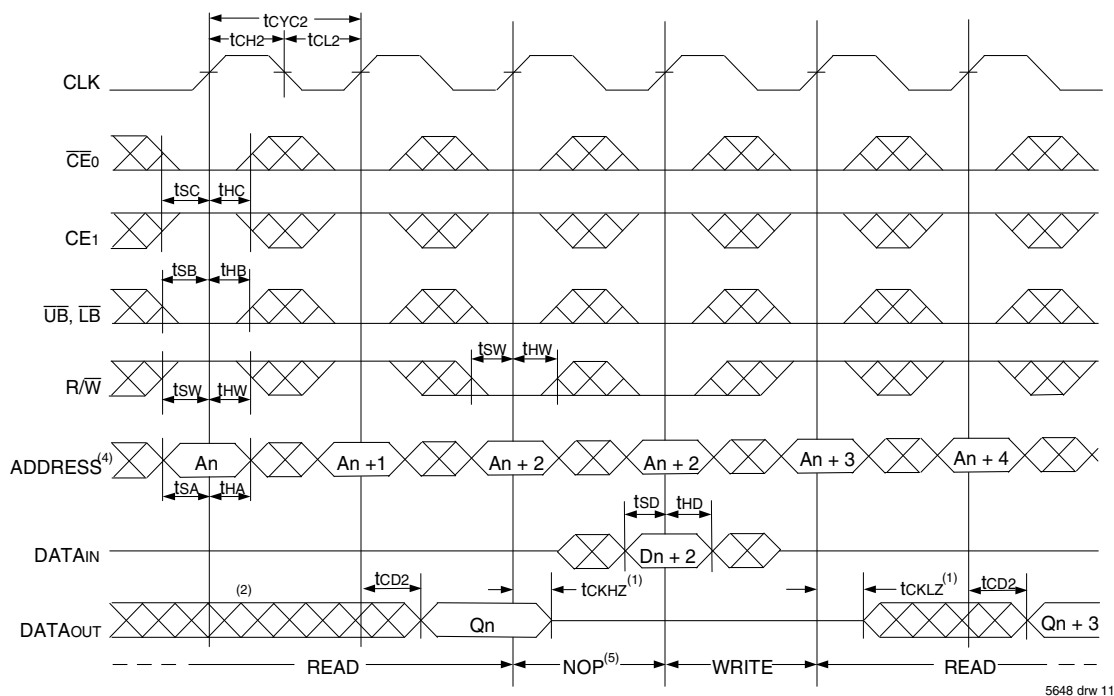 tCYC2
tCH2 tCL2
CLK
CE0
tSC tHC
CE1
tSB tHB
UB, LB
tSW tHW
R/W
tSW tHW
ADDRESS(4) An An +1 An + 2 An + 2 An + 3 An + 4
tSA tHA
tSD tHD
DATAIN Dn + 2
tCD2 tCKHZ(1) tCKLZ(1) tCD2
(2)
DATAOUT Qn Qn + 3
READ NOP(5) WRITE READ
5648 drw 11